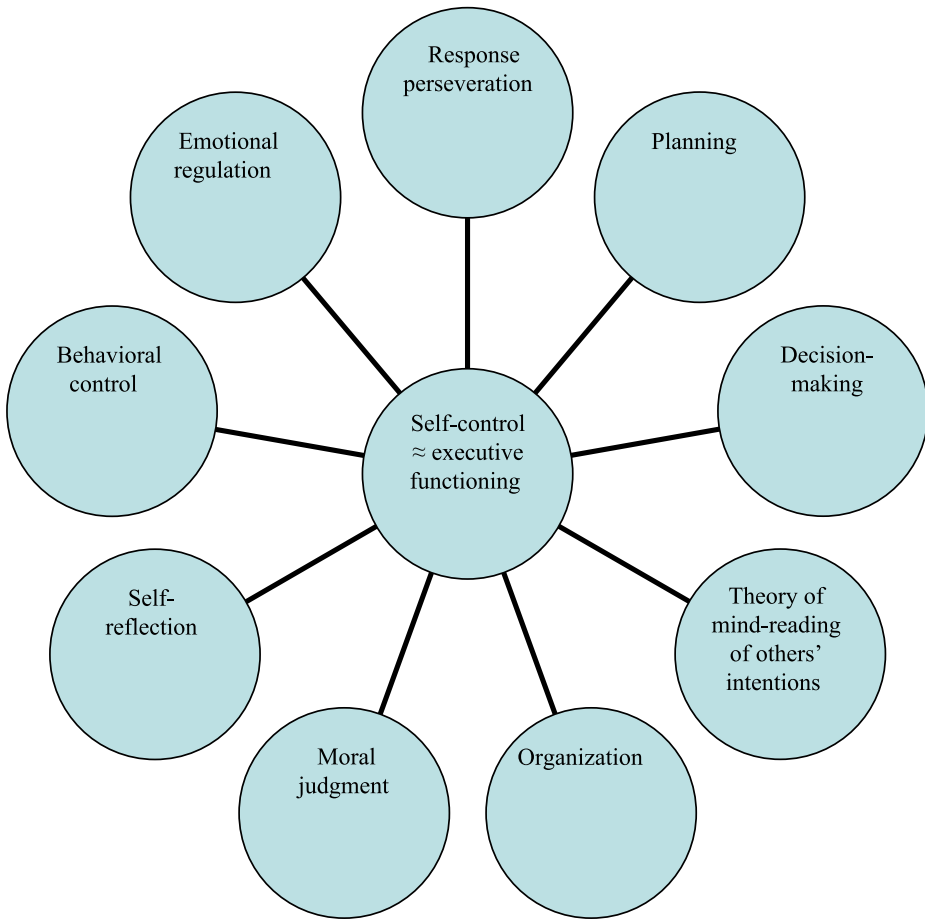 Response
perseveration
Planning
Decision-
making
Theory of
mind-reading
of others’
intentions
Organization
Moral
judgment
Self-
reflection
Behavioral
control
Emotional
regulation
Self-control
≈ executive
functioning